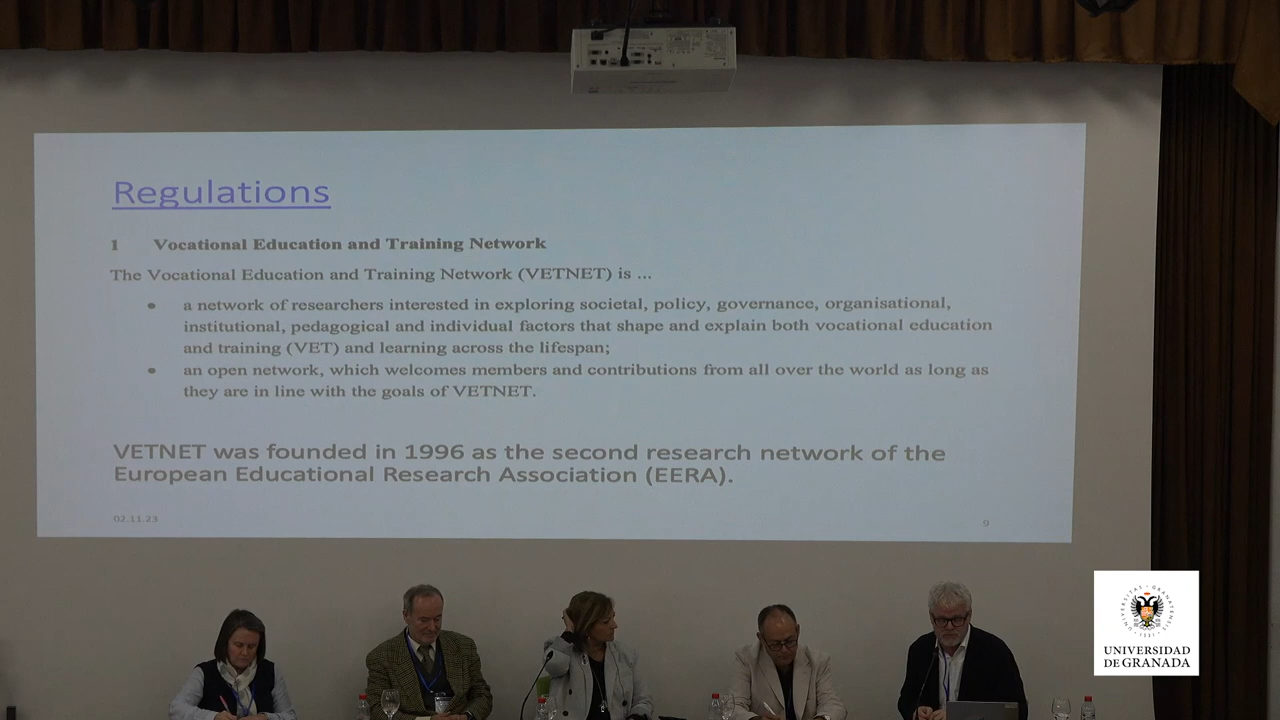 Regulations
1 Vocational Education and Training Network
The Vocational Education and Training Network (VETNET) is ...
• a network of researchers interested in exploring societal, policy, governance, organisational,
institutional, pedagogical and individual factors that shape and explain both vocational education
and training (VET) and learning across the lifespan;
• an open network, which welcomes members and contributions from all over the world as long as
they are in line with the goals of VETNET.
VETNET was founded in 1996 as the second research network of the
European Educational Research Association (EERA).
02.11.23
9
UNIVERSITAS · GRANATENSIS
1531
UNIVERSIDAD
DE GRANADA